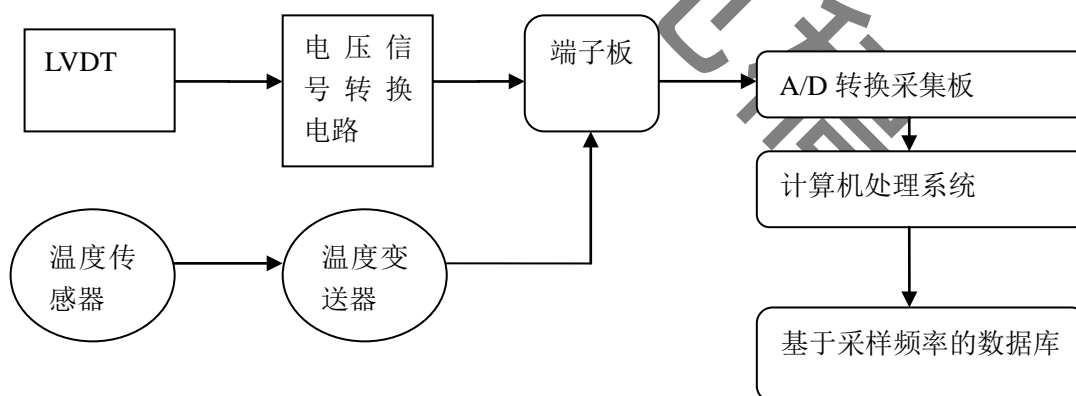 LVDT
电压信
号转换
电路
端子板
A/D 转换采集板
计算机处理系统
温度传
感器
温度变
送器
基于采样频率的数据库